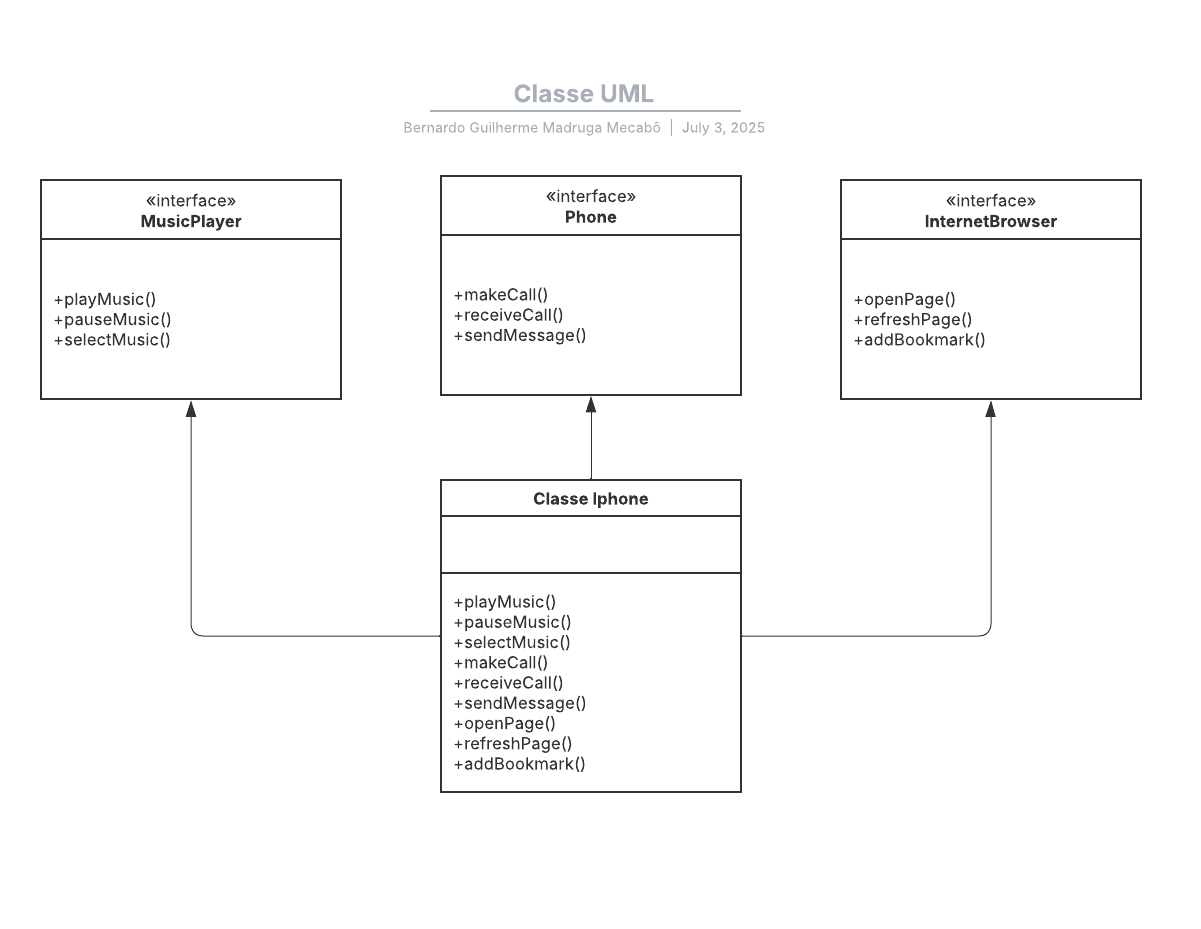 Classe UML
Bernardo Guilherme Madruga Mecabô | July 3, 2025
«interface»
MusicPlayer
+playMusic()
+pauseMusic()
+selectMusic()
«interface»
Phone
+makeCall()
+receiveCall()
+sendMessage()
«interface»
InternetBrowser
+openPage()
+refreshPage()
+addBookmark()
Classe Iphone
+playMusic()
+pauseMusic()
+selectMusic()
+makeCall()
+receiveCall()
+sendMessage()
+openPage()
+refreshPage()
+addBookmark()